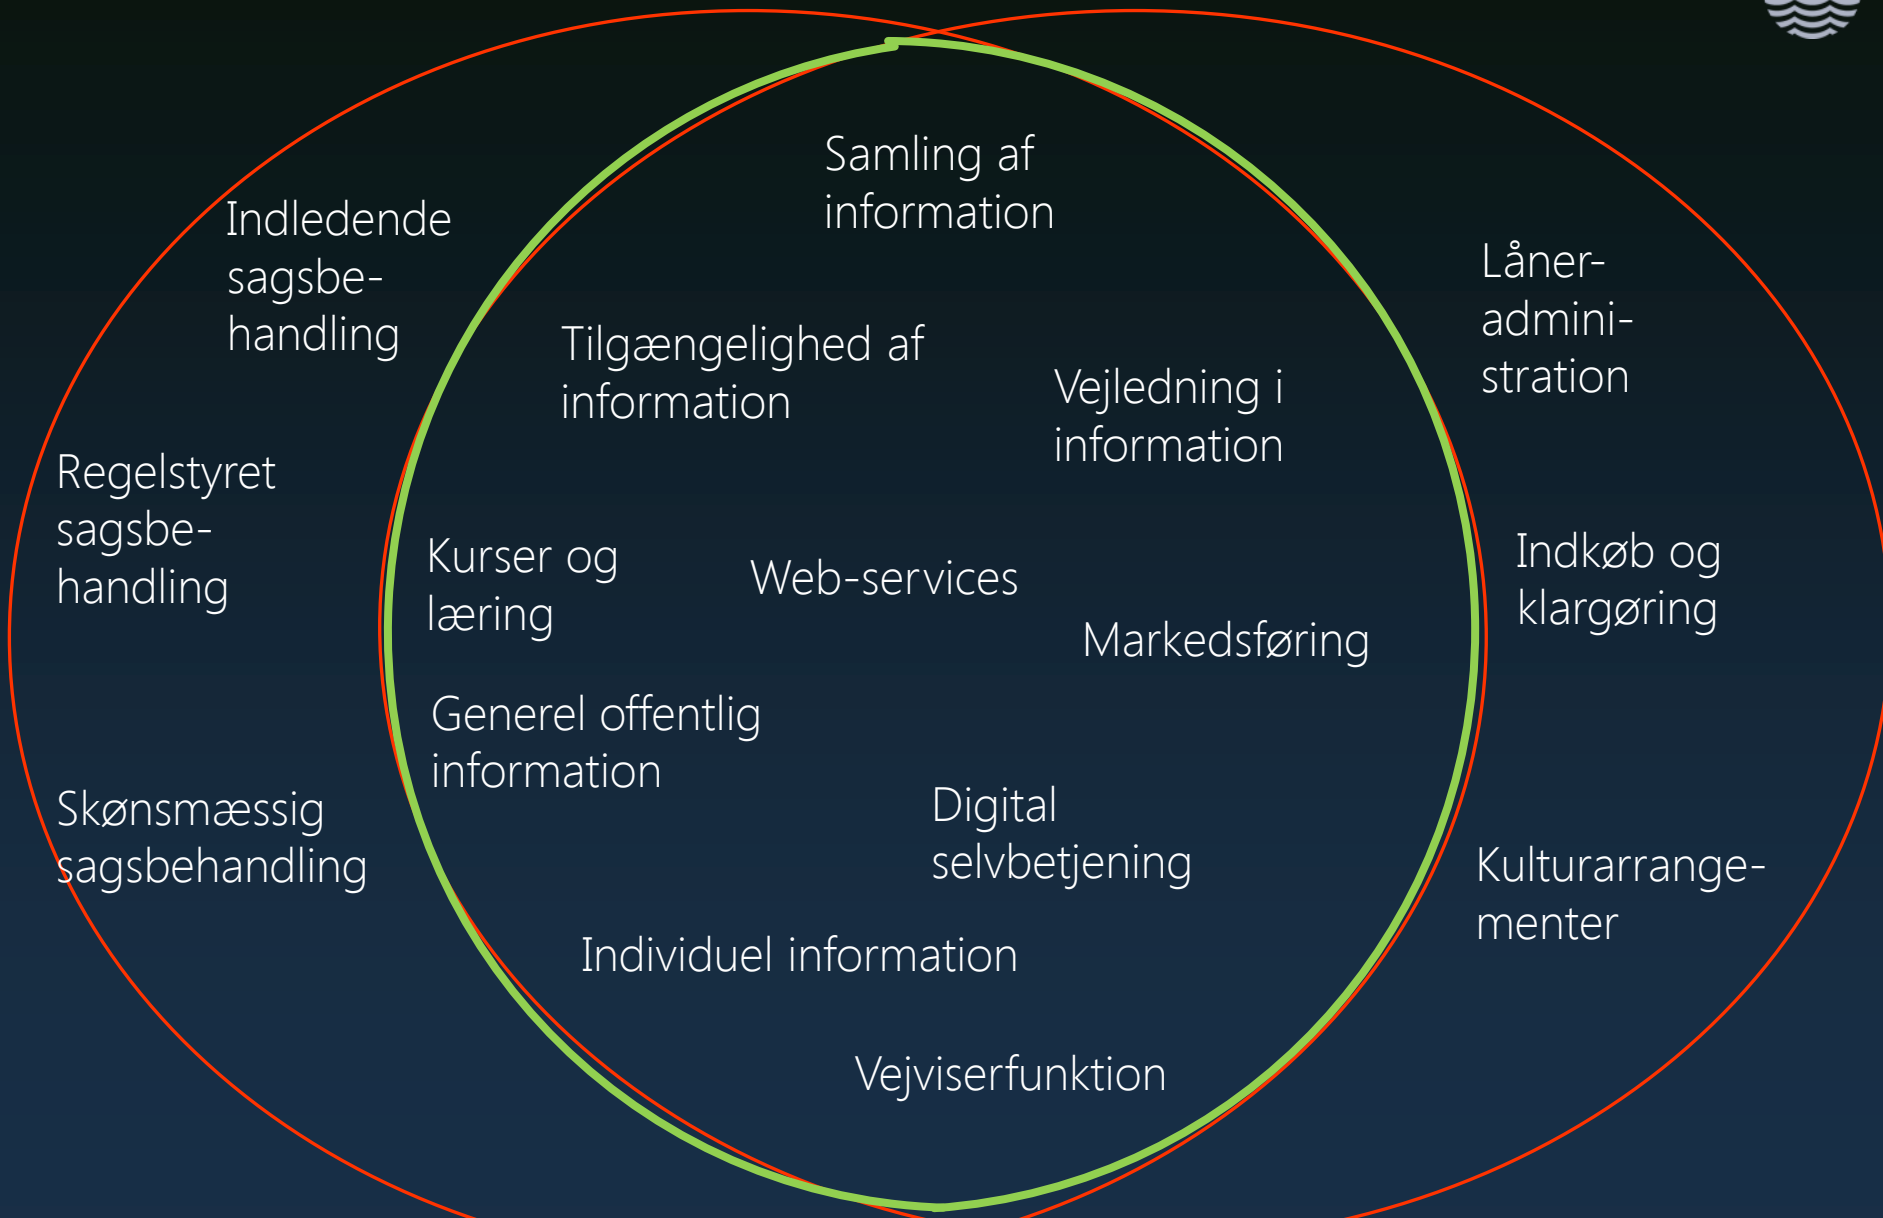 Samling af
information
Indledende
sagsbe-
handling
Låner-
admini-
stration
Tilgængelighed af
information
Vejledning i
information
Regelstyret
sagsbe-
handling
Kurser og
læring
Web-services
Indkøb og
klargøring
Markedsføring
Generel offentlig
information
Skønsmæssig
sagsbehandling
Digital
selvbetjening
Kulturarrange-
menter
Individuel information
Vejviserfunktion